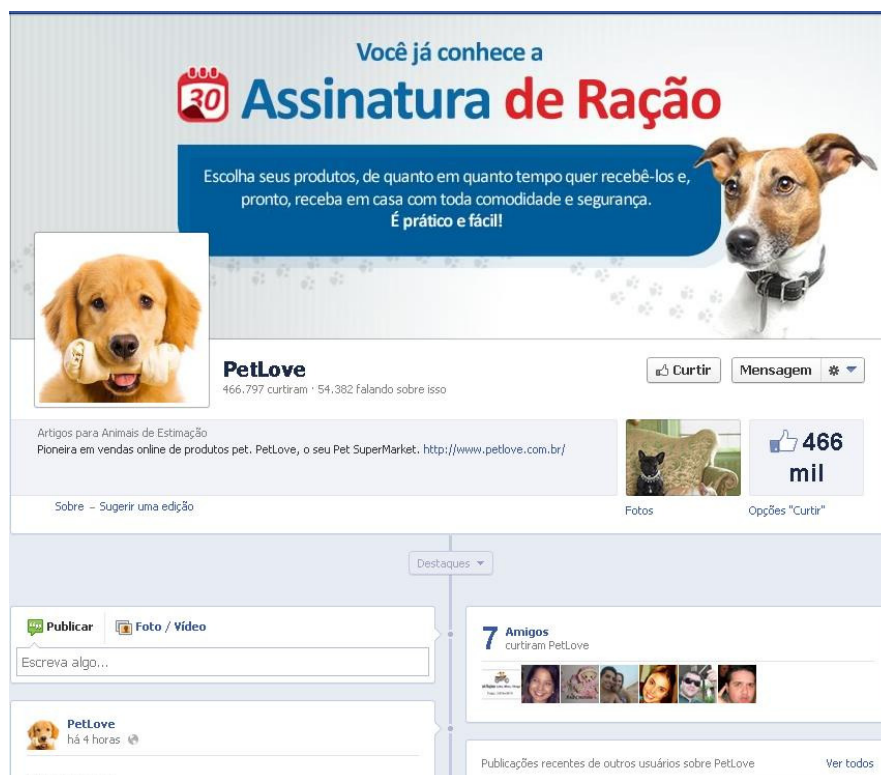 Você já conhece a
30 Assinatura de Ração
Escolha seus produtos, de quanto em quanto tempo quer recebê-los e,
pronto, receba em casa com toda comodidade e segurança.
É prático e fácil!
PetLove
466.797 curtiram · 54.382 falando sobre isso
Curtir
Mensagem
Artigos para Animais de Estimação
Pioneira em vendas online de produtos pet. PetLove, o seu Pet SuperMarket. http://www.petlove.com.br/
466
mil
Sobre – Sugerir uma edição
Fotos
Opções "Curtir"
Destaques
Publicar
Foto / Vídeo
Escreva algo...
7 Amigos
curtiram PetLove
PetLove
há 4 horas
Publicações recentes de outros usuários sobre PetLove
Ver todos